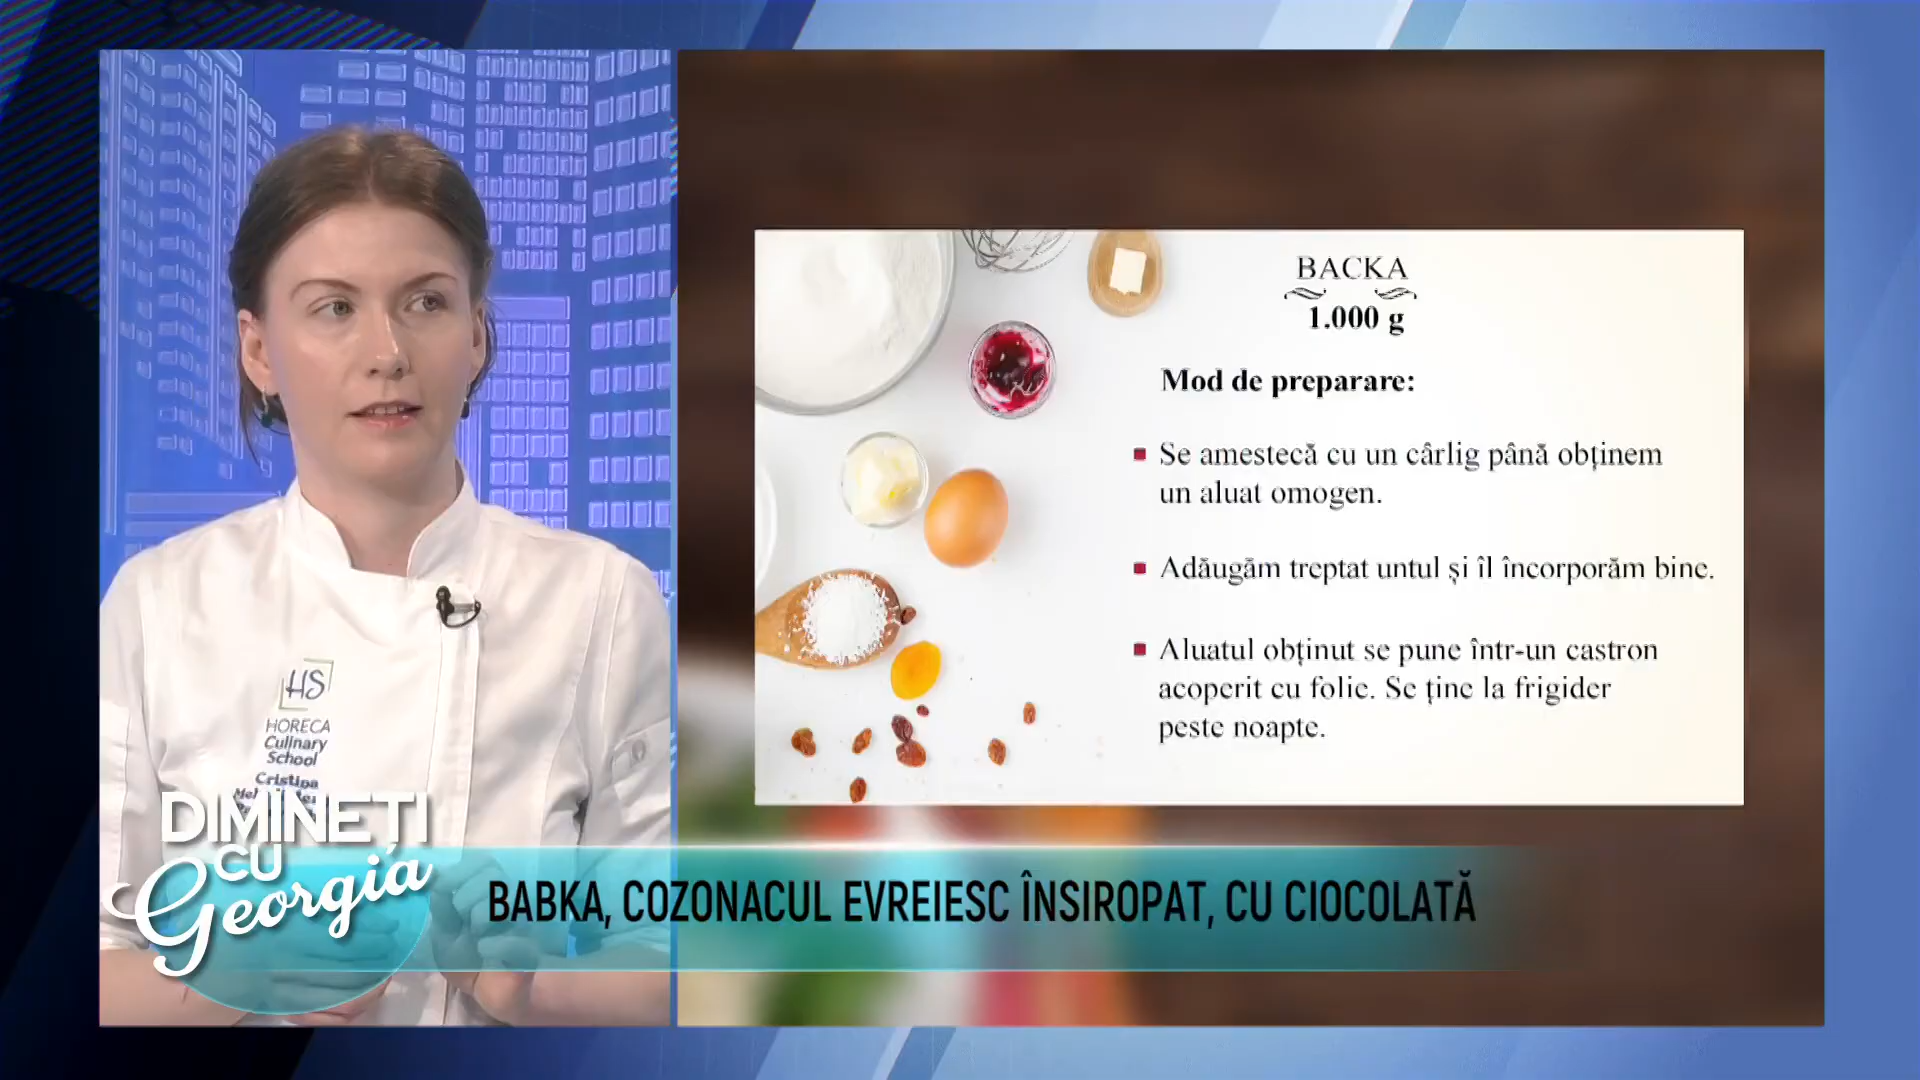 BACKA
1.000 g
Mod de preparare:
Se amestecă cu un cârlig până obținem
un aluat omogen.
Adăugăm treptat untul și îl încorporăm bine.
Aluatul obținut se pune într-un castron
acoperit cu folie. Se ține la frigider
peste noapte.
HS
HORECA
Culinary
School
Cristina
DIMINEȚI
CU
Georgia
BABKA, COZONACUL EVREIESC ÎNSIROPAT, CU CIOCOLATĂ